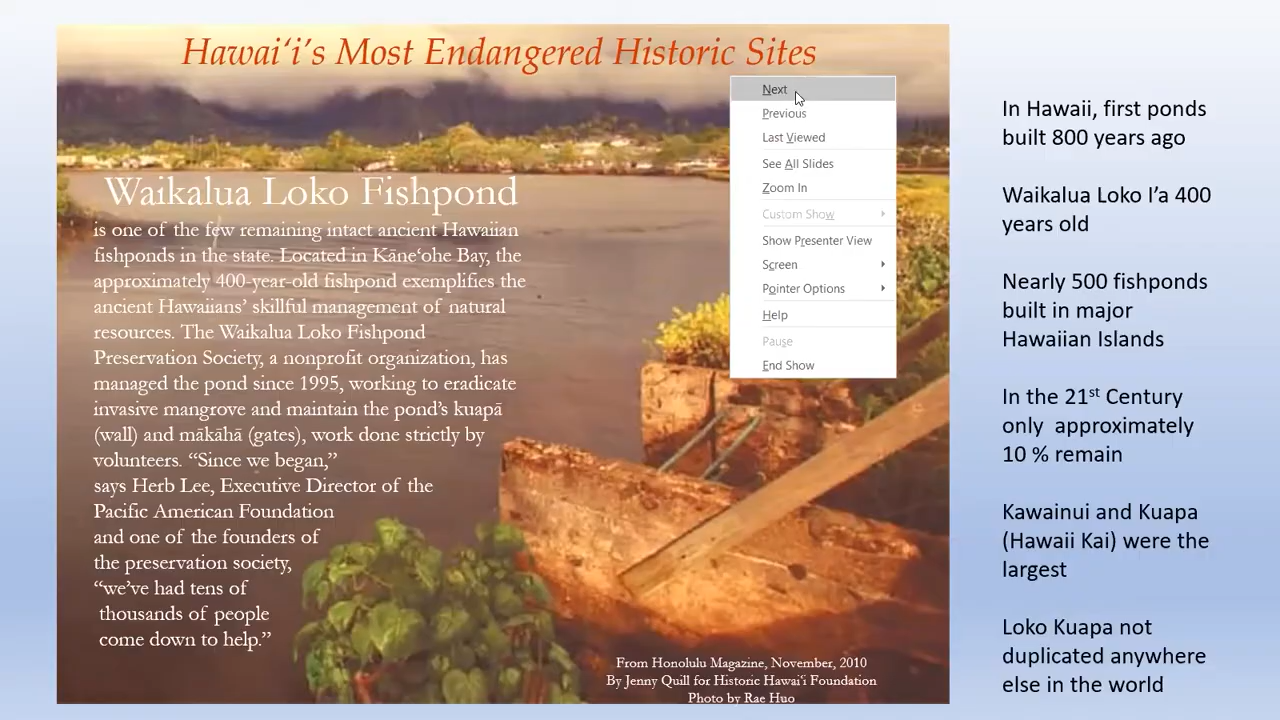 Hawai‘i’s Most Endangered Historic Sites
Waikalua Loko Fishpond
is one of the few remaining intact ancient Hawaiian
fishponds in the state. Located in Kāne‘ohe Bay, the
approximately 400-year-old fishpond exemplifies the
ancient Hawaiians’ skillful management of natural
resources. The Waikalua Loko Fishpond
Preservation Society, a nonprofit organization, has
managed the pond since 1995, working to eradicate
invasive mangrove and maintain the pond’s kuapā
(wall) and mākāhā (gates), work done strictly by
volunteers. “Since we began,”
says Herb Lee, Executive Director of the
Pacific American Foundation
and one of the founders of
the preservation society,
“we’ve had tens of
thousands of people
come down to help.”
From Honolulu Magazine, November, 2010
By Jenny Quill for Historic Hawai‘i Foundation
Photo by Rae Huo
Next
Previous
Last Viewed
See All Slides
Zoom In
Custom Show
Show Presenter View
Screen
Pointer Options
Help
Pause
End Show
In Hawaii, first ponds
built 800 years ago
Waikalua Loko I’a 400
years old
Nearly 500 fishponds
built in major
Hawaiian Islands
In the 21st Century
only approximately
10 % remain
Kawainui and Kuapa
(Hawaii Kai) were the
largest
Loko Kuapa not
duplicated anywhere
else in the world